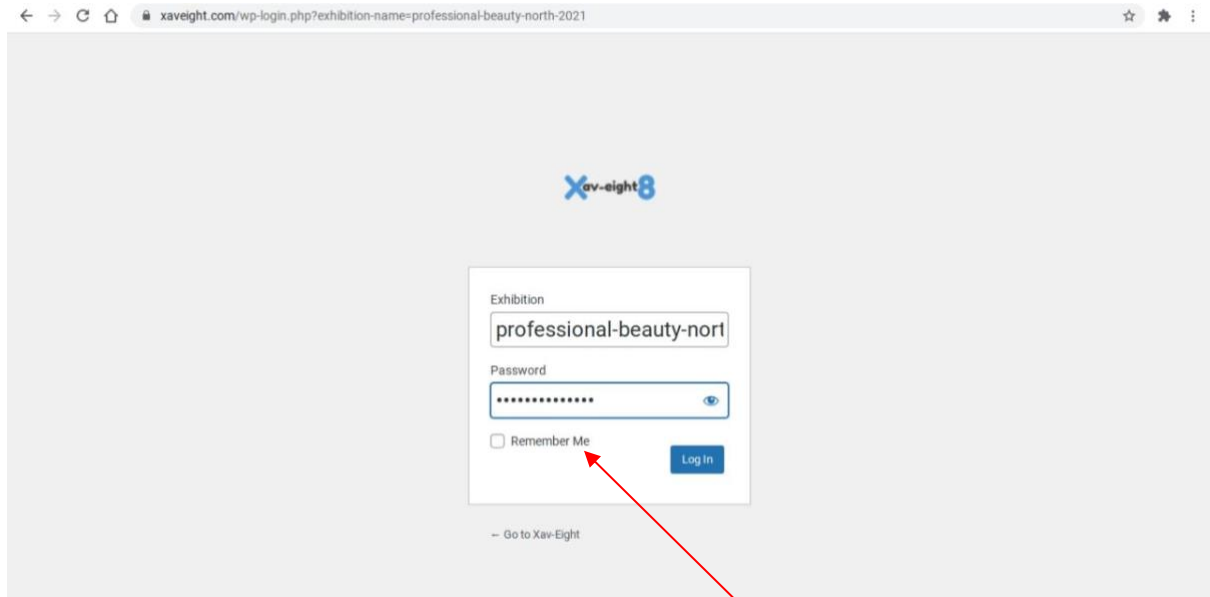 xaveight.com/wp-login.php?exhibition-name=professional-beauty-north-2021
Xav-eight8
Exhibition
professional-beauty-nort
Password
••••••••••••••
Remember Me
Log In
← Go to Xav-Eight